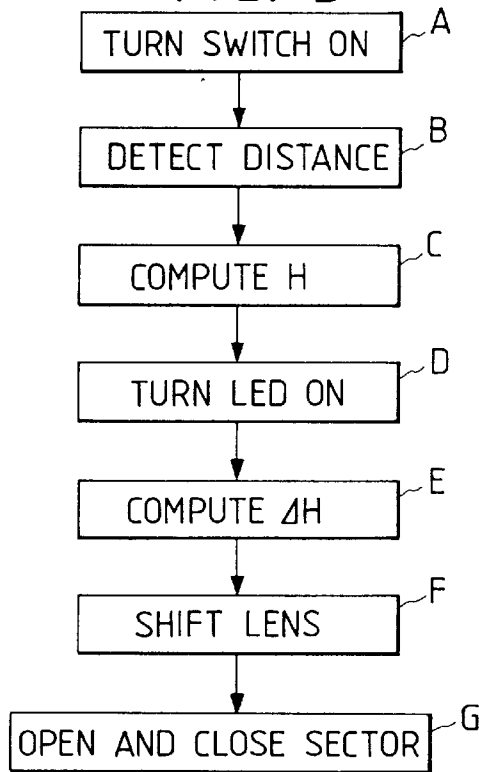 TURN SWITCH ON
A
DETECT DISTANCE
B
COMPUTE H
C
TURN LED ON
D
COMPUTE ΔH
E
SHIFT LENS
F
OPEN AND CLOSE SECTOR
G